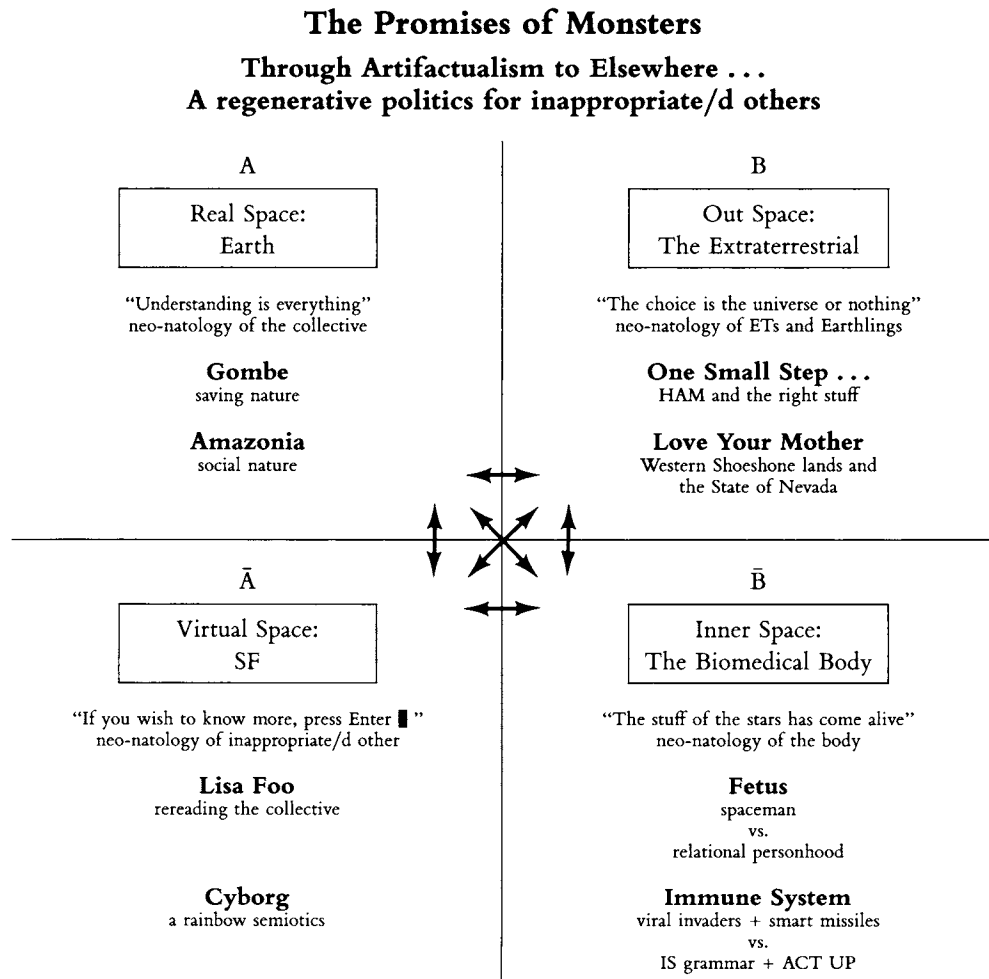 The Promises of Monsters
Through Artifactualism to Elsewhere . . .
A regenerative politics for inappropriate/d others
A
Real Space:
Earth
“Understanding is everything”
neo-natology of the collective
Gombe
saving nature
Amazonia
social nature
B
Out Space:
The Extraterrestrial
“The choice is the universe or nothing”
neo-natology of ETs and Earthlings
One Small Step . . .
HAM and the right stuff
Love Your Mother
Western Shoeshone lands and
the State of Nevada
Ā
Virtual Space:
SF
“If you wish to know more, press Enter ▮ ”
neo-natology of inappropriate/d other
Lisa Foo
rereading the collective
Cyborg
a rainbow semiotics
B̄
Inner Space:
The Biomedical Body
“The stuff of the stars has come alive”
neo-natology of the body
Fetus
spaceman
vs.
relational personhood
Immune System
viral invaders + smart missiles
vs.
IS grammar + ACT UP